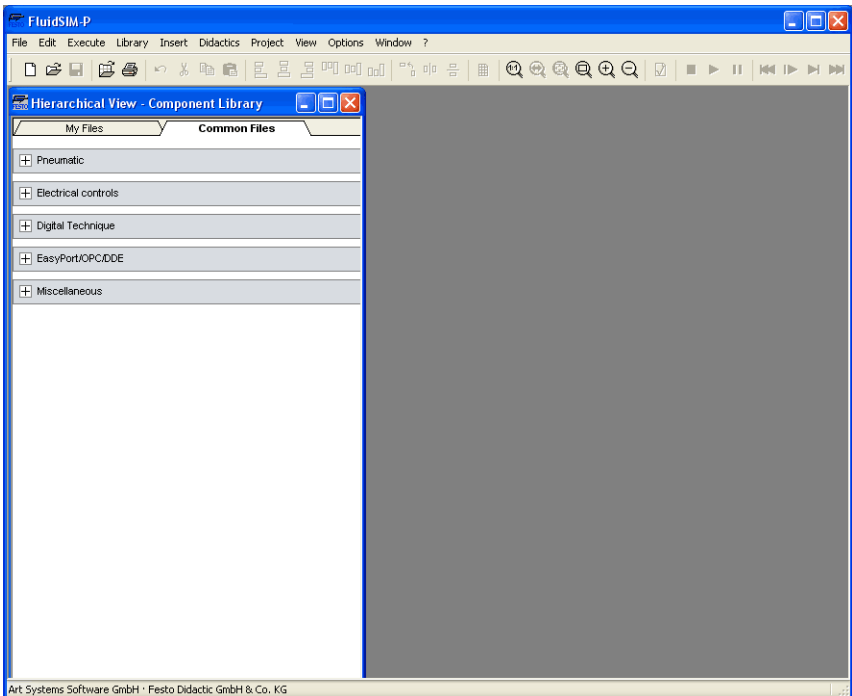 FluidSIM-P
File Edit Execute Library Insert Didactics Project View Options Window ?
Hierarchical View - Component Library
My Files Common Files
Pneumatic
Electrical controls
Digital Technique
EasyPort/OPC/DDE
Miscellaneous
Art Systems Software GmbH · Festo Didactic GmbH & Co. KG